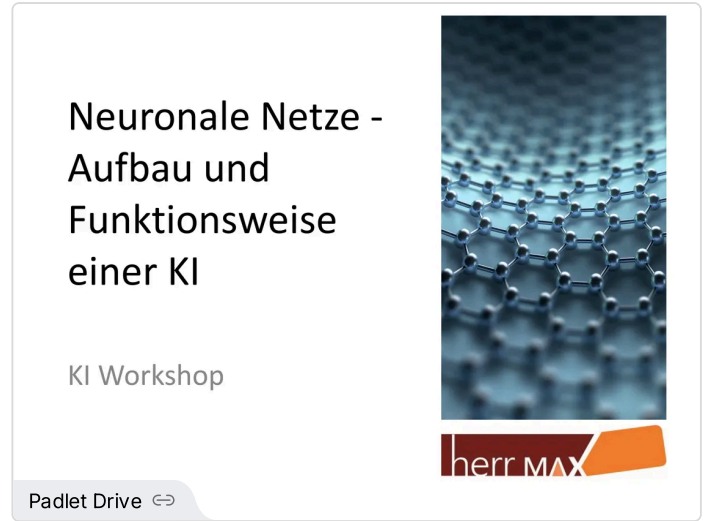 Neuronale Netze -
Aufbau und
Funktionsweise
einer KI
KI Workshop
herr MAX
Padlet Drive